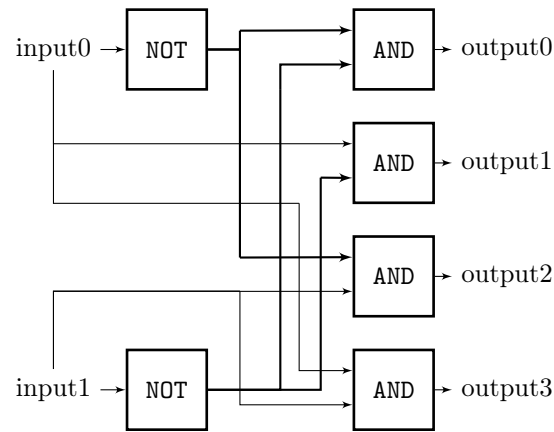 input0 NOT AND output0
AND output1
AND output2
input1 NOT AND output3